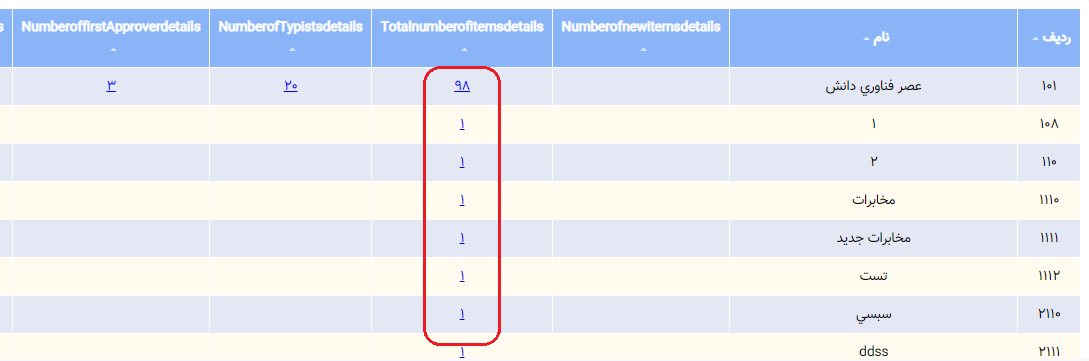 ردیف نام NumberofnewItemsdetails TotalnumberofItemsdetails NumberofTypistsdetails NumberoffirstApproverdetails s
۱۰۱ عصر فناوري دانش ۹۸ ۲۰ ۳
۱۰۸ ۱ ۱
۱۱۰ ۲ ۱
۱۱۱۰ مخابرات ۱
۱۱۱۱ مخابرات جدید ۱
۱۱۱۲ تست ۱
۲۱۱۰ سبسي ۱
۲۱۱۱ ddss ۱